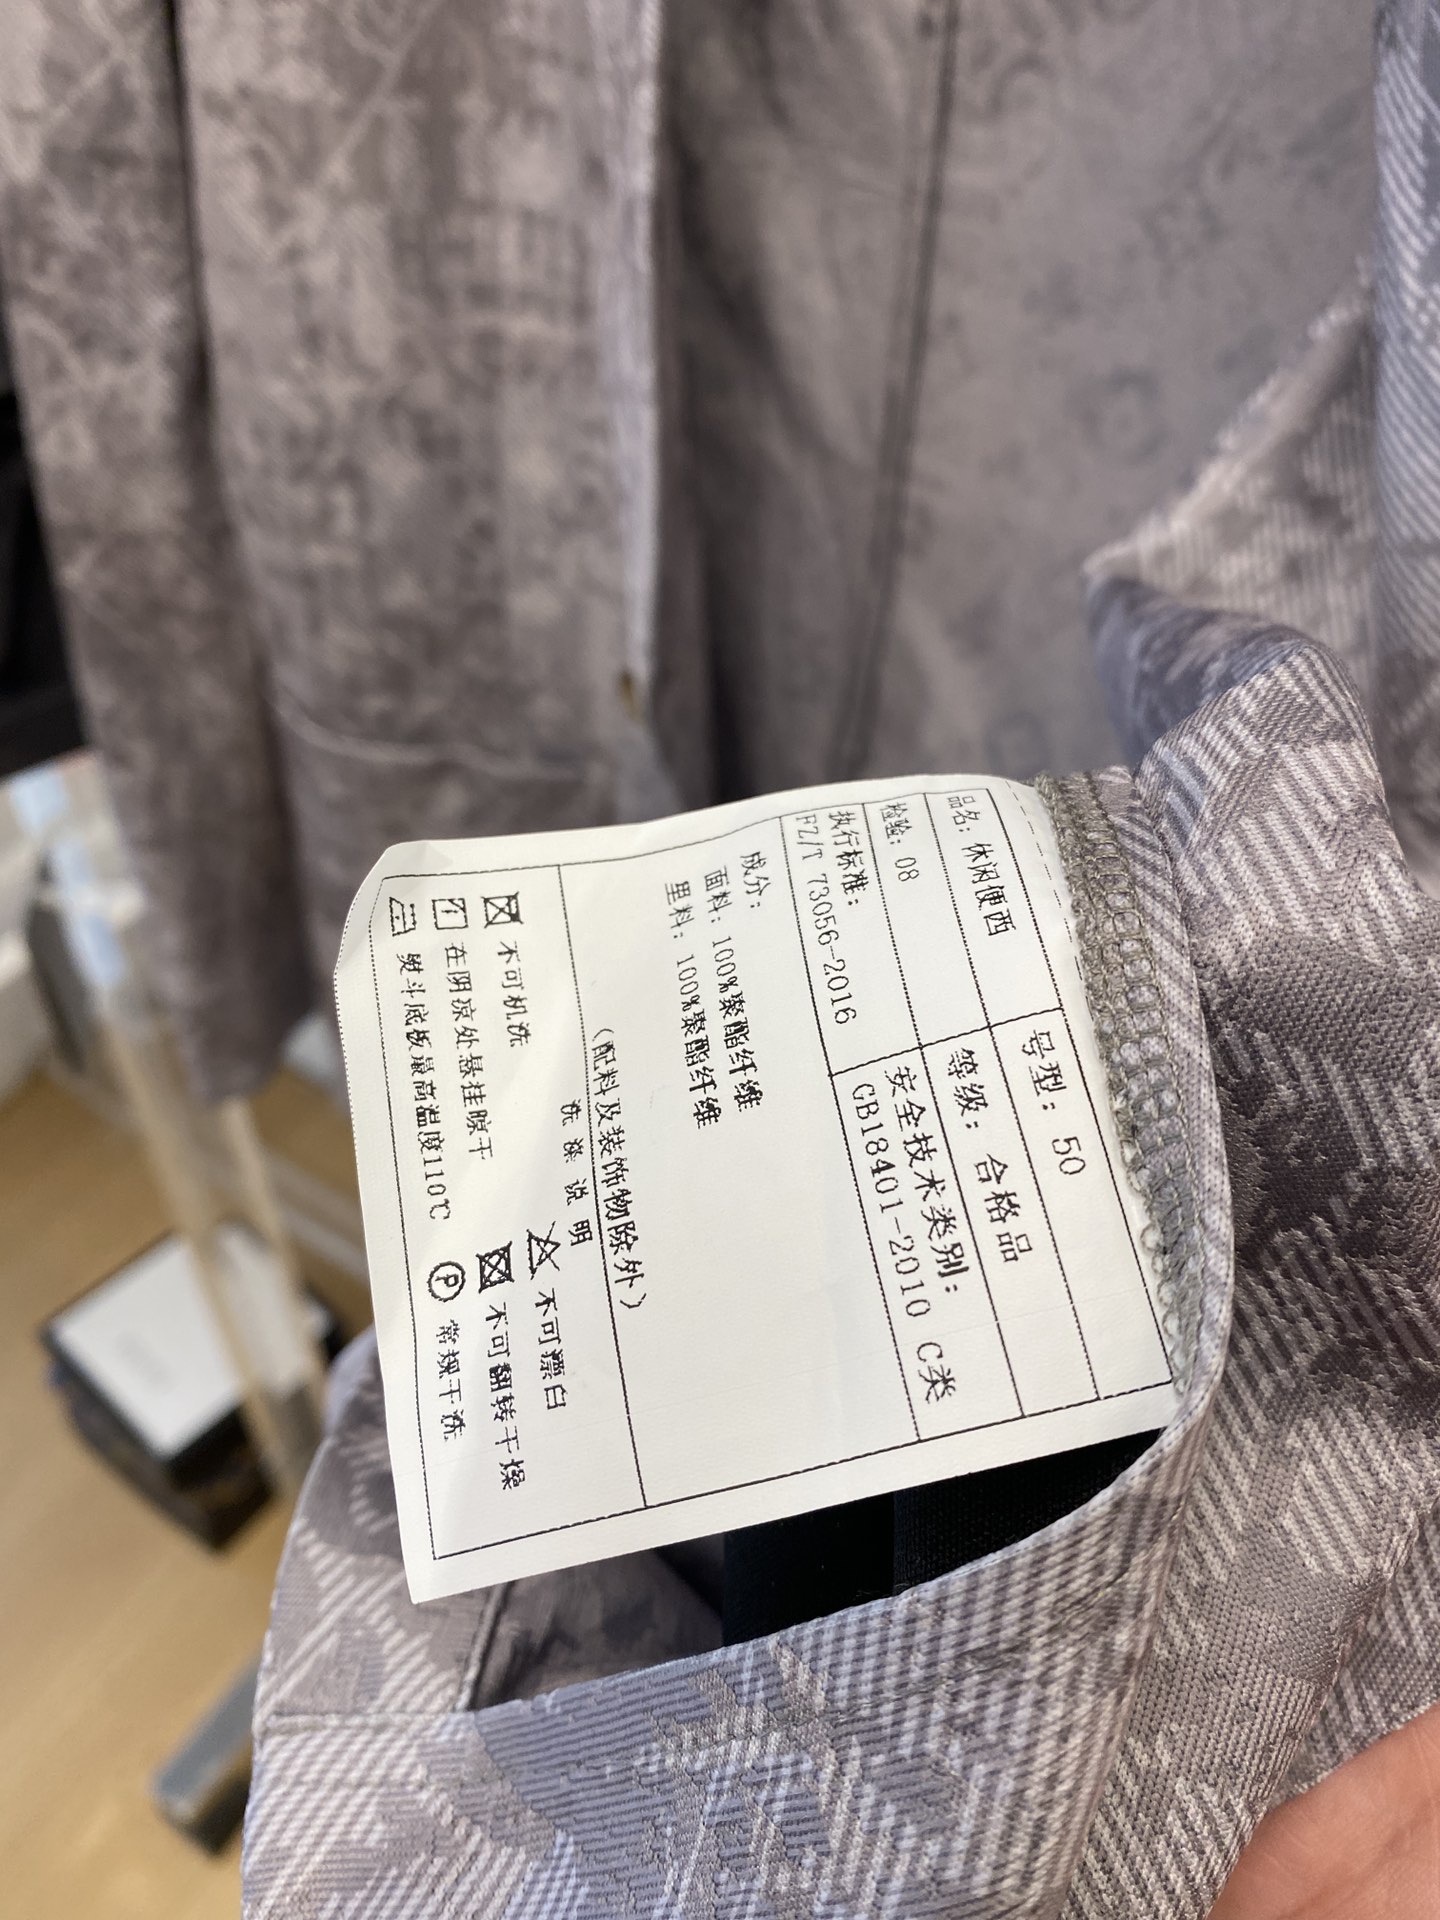 品名：休闲便西
号型：50
检验：08
等级：合格品
执行标准：
FZ/T 73056-2016
安全技术类别：
GB18401-2010 C类
成分：
面料：100%聚酯纤维
里料：100%聚酯纤维
（配料及装饰物除外）
洗涤说明
不可机洗
不可漂白
在阴凉处悬挂晾干
不可翻转干燥
熨斗底板最高温度110℃
P 常规干洗